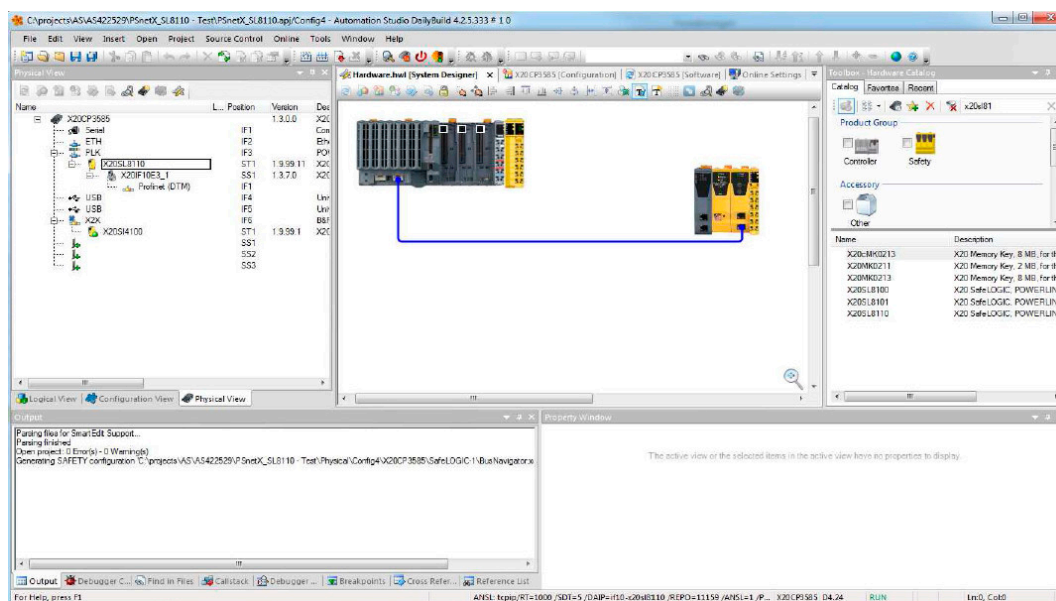 C:\projects\AS\AS422529\PSnetX_SL8110 - Test\PSnetX_SL8110.apj/Config4 - Automation Studio DailyBuild 4.2.5.333 # 1 0
File Edit View Insert Open Project Source Control Online Tools Window Help
Physical View
Name L... Position Version Des
X20CP3585 1.3.0.0 X20
Serial IF1 Con
ETH IF2 Eth
PLK IF3 POW
X20SL8110 ST1 1.9.99.11 X20
X20IF10E3_1 SS1 1.3.7.0 X20
Profinet (DTM) IF1
USB IF4 Uni
USB IF5 Uni
X2X IF6 B&F
X20SI4100 ST1 1.9.99.1 X20
SS1
SS2
SS3
Logical View Configuration View Physical View
Hardware.hwl [System Designer] X20CP3585 [Configuration] X20CP3585 [Software] Online Settings
Toolbox - Hardware Catalog
Catalog Favorites Recent
x20sl81
Product Group
Controller Safety
Accessory
Other
Name Description
X20cMK0213 X20 Memory Key, 8 MB, for th
X20MK0211 X20 Memory Key, 2 MB, for th
X20MK0213 X20 Memory Key, 8 MB, for th
X20SL8100 X20 SafeLOGIC, POWERLIN
X20SL8101 X20 SafeLOGIC, POWERLIN
X20SL8110 X20 SafeLOGIC, POWERLIN
Output
Parsing files for SmartEdit Support...
Parsing finished
Open project: 0 Error(s) - 0 Warning(s)
Generating SAFETY configuration 'C:\projects\AS\AS422529\PSnetX_SL8110 - Test\Physical\Config4\X20CP3585\SafeLOGIC-1\BusNavigator.x
Output Debugger C... Find in Files Callstack Debugger ... Breakpoints Cross Refer... Reference List
Property Window
The active view or the selected items in the active view have no properties to display.
For Help, press F1 ANSL: tcpip/RT=1000 /SDT=5 /DAIP=if10-x20sl8110 /REPO=11159 /ANSL=1 /P... X20CP3585 D4.24 RUN Ln:0, Col:0